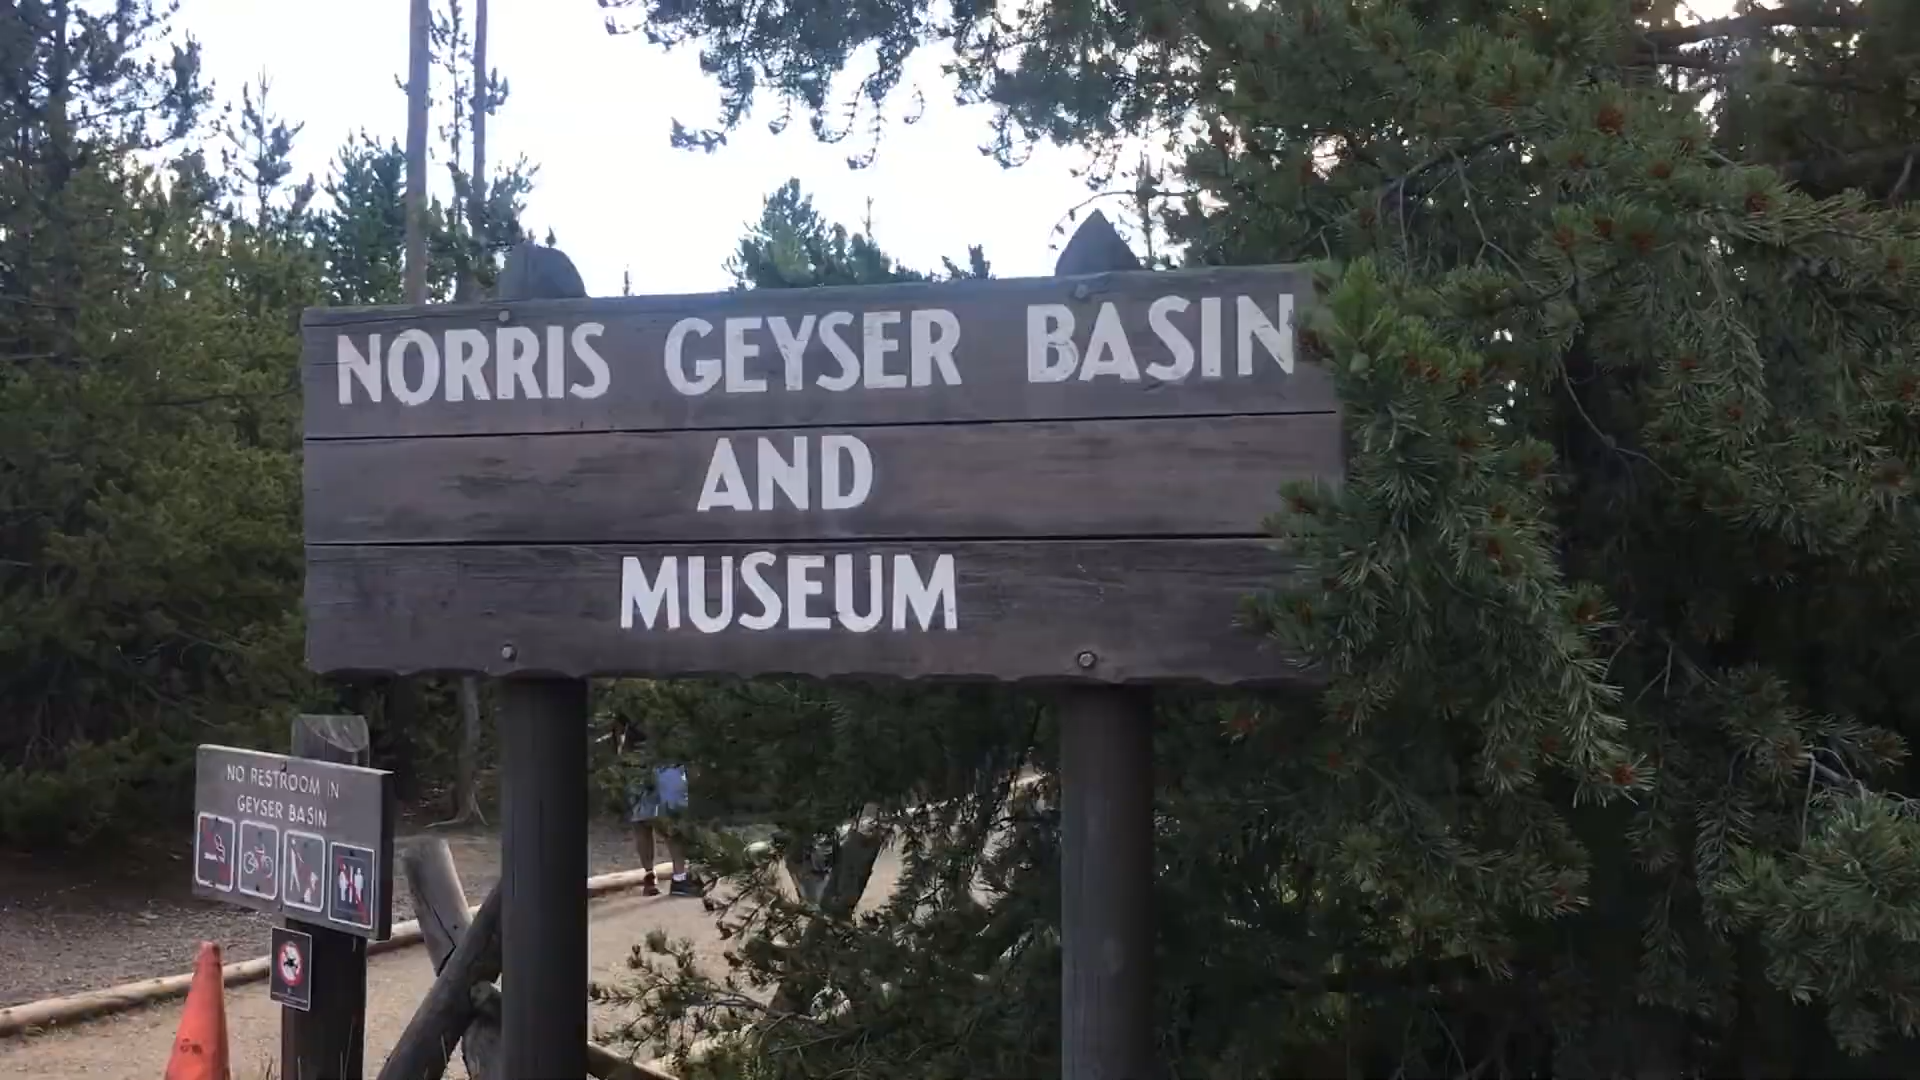 NORRIS GEYSER BASIN
AND
MUSEUM
NO RESTROOM IN
GEYSER BASIN